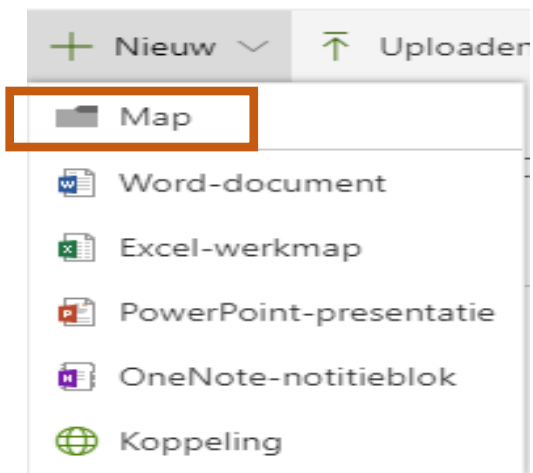 Nieuw Uploaden
Map
Word-document
Excel-werkmap
PowerPoint-presentatie
OneNote-notitieblok
Koppeling